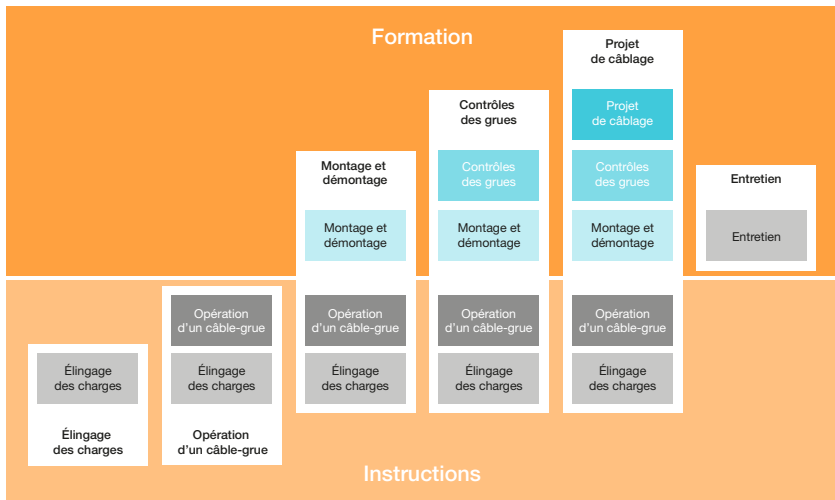 Formation
Projet
de câblage
Projet
de câblage
Contrôles
des grues
Contrôles
des grues
Contrôles
des grues
Montage et
démontage
Montage et
démontage
Montage et
démontage
Montage et
démontage
Entretien
Entretien
Opération
d'un câble-grue
Opération
d'un câble-grue
Opération
d'un câble-grue
Opération
d'un câble-grue
Élingage
des charges
Élingage
des charges
Élingage
des charges
Élingage
des charges
Élingage
des charges
Élingage
des charges
Opération
d'un câble-grue
Instructions